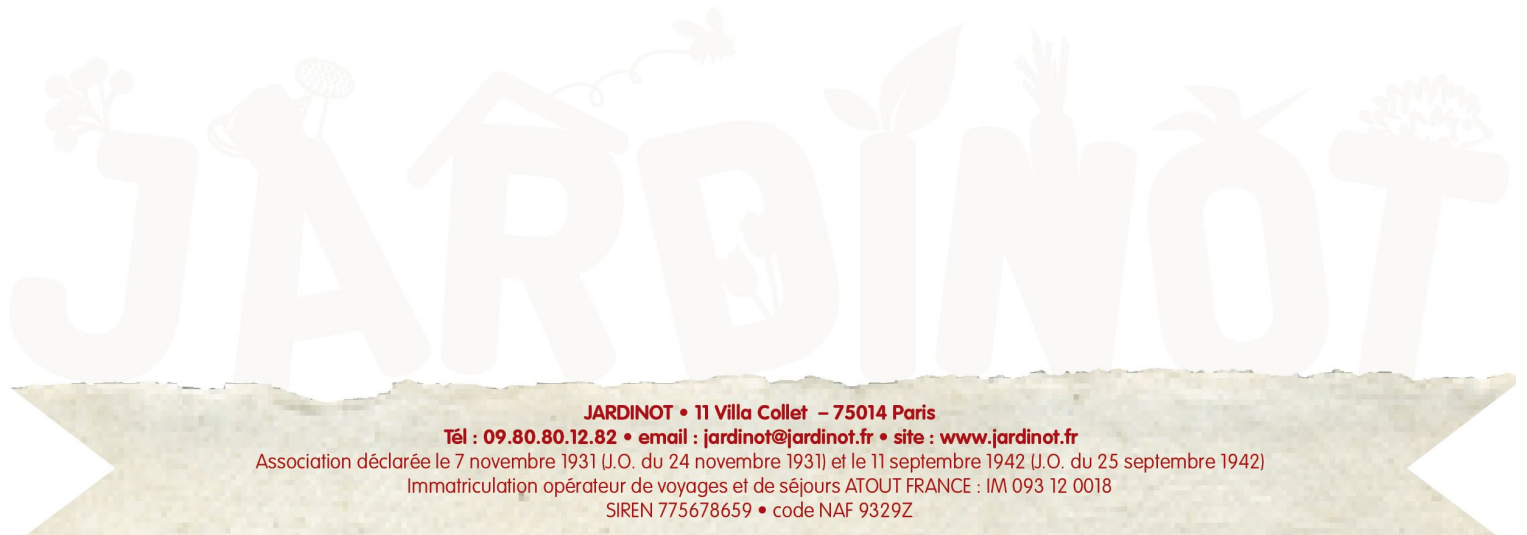 JARDINOT
JARDINOT • 11 Villa Collet – 75014 Paris
Tél : 09.80.80.12.82 • email : jardinot@jardinot.fr • site : www.jardinot.fr
Association déclarée le 7 novembre 1931 (J.O. du 24 novembre 1931) et le 11 septembre 1942 (J.O. du 25 septembre 1942)
Immatriculation opérateur de voyages et de séjours ATOUT FRANCE : IM 093 12 0018
SIREN 775678659 • code NAF 9329Z